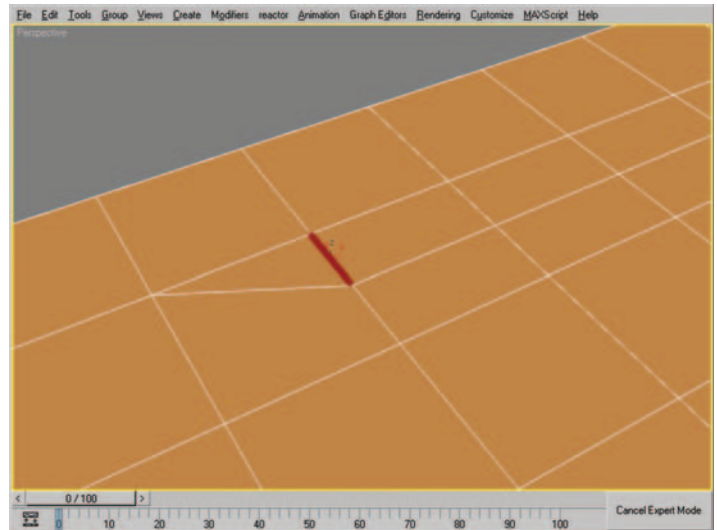 File Edit Tools Group Views Create Modifiers reactor Animation Graph Editors Rendering Customize MAXScript Help
Perspective
z
< 0 / 100 >
0 10 20 30 40 50 60 70 80 90 100
Cancel Expert Mode